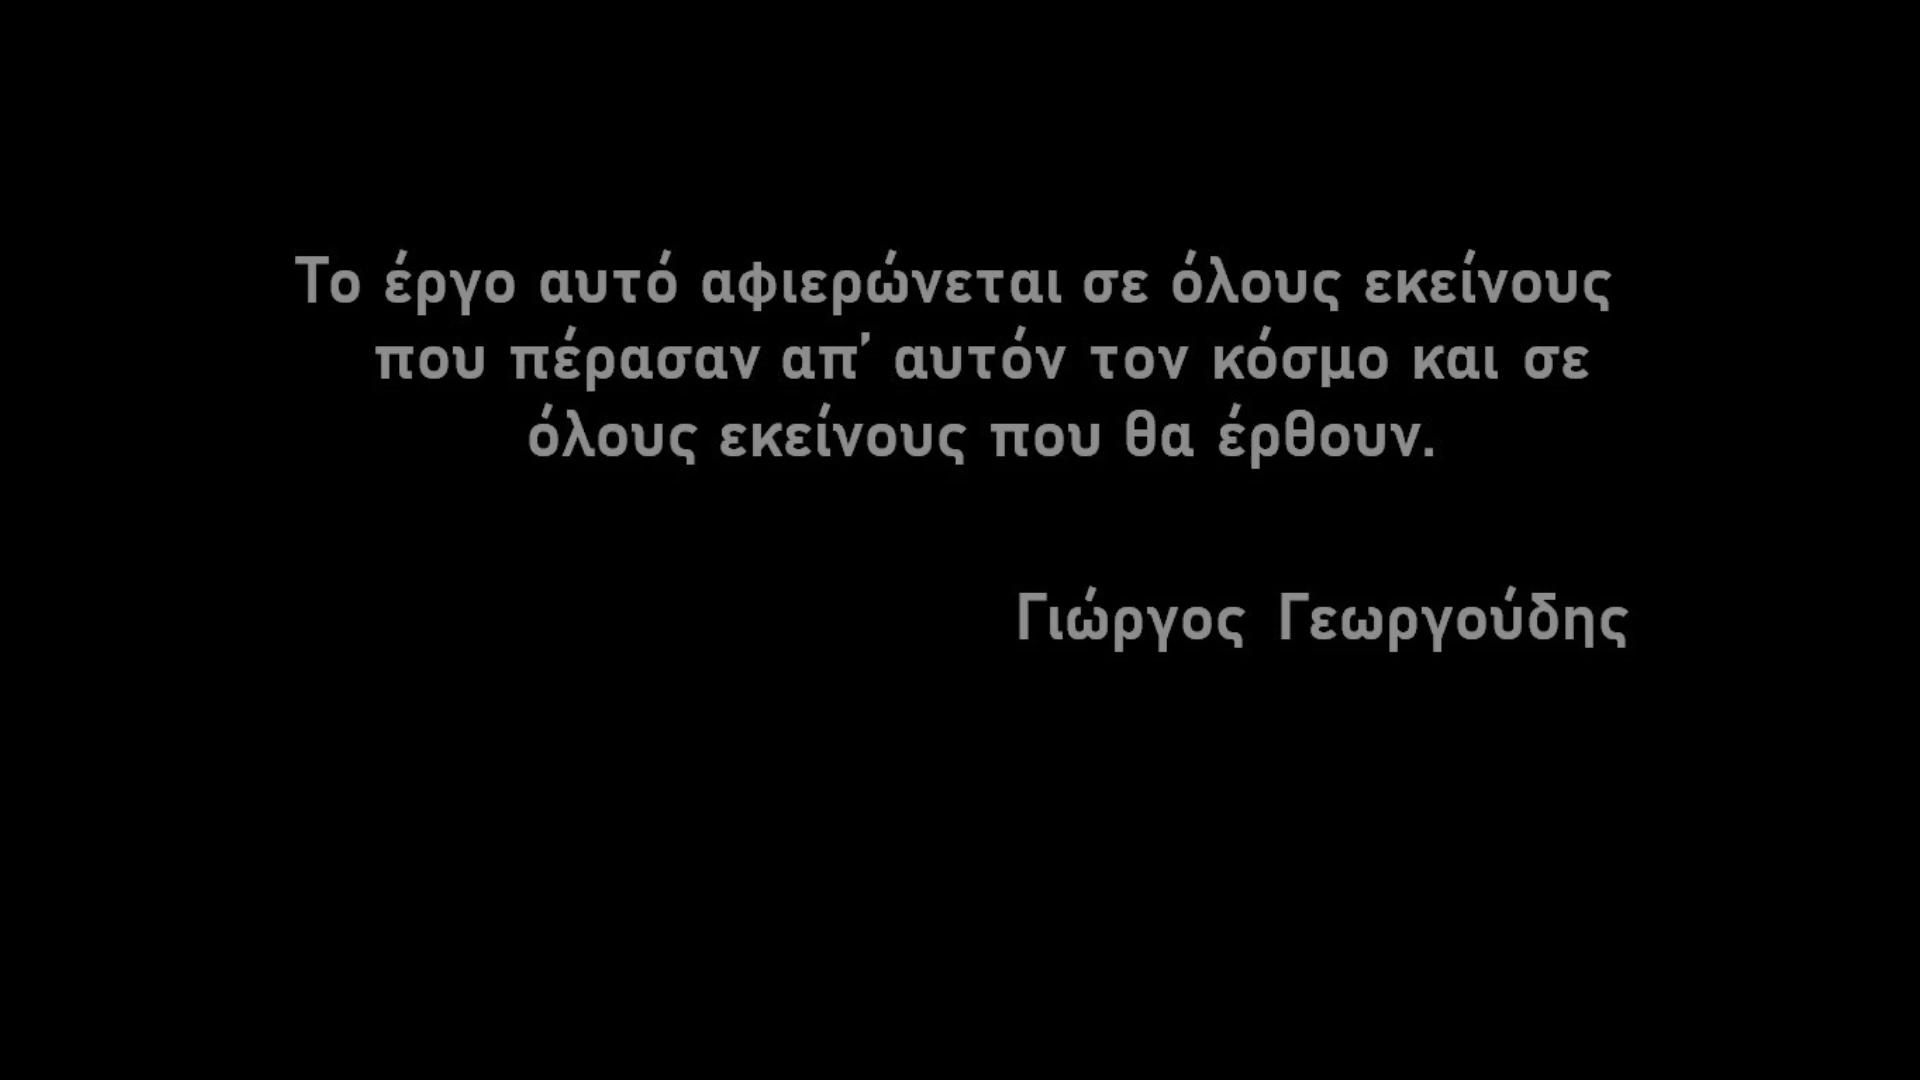 Το έργο αυτό αφιερώνεται σε όλους εκείνους
που πέρασαν απ' αυτόν τον κόσμο και σε
όλους εκείνους που θα έρθουν.
Γιώργος Γεωργούδης